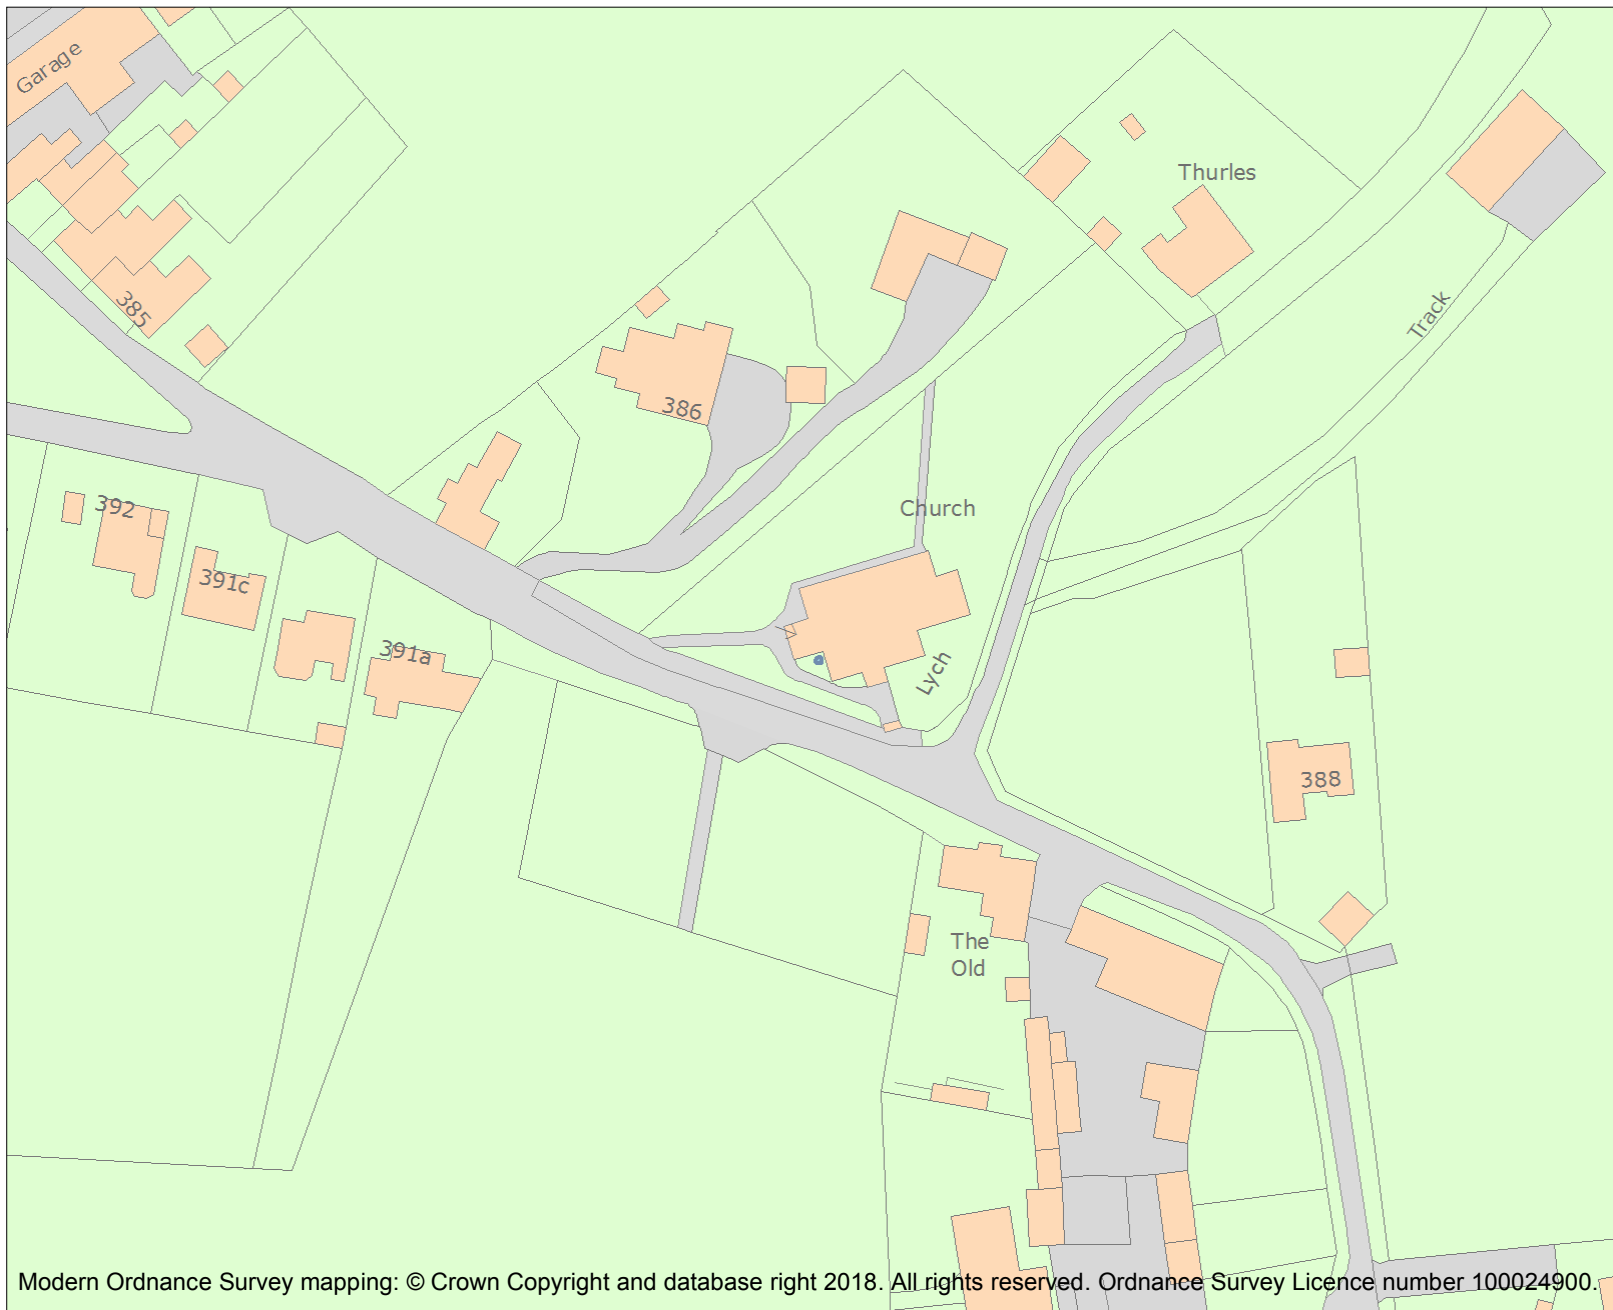 Garage
Thurles
385
Track
386
392
Church
391c
391a
Lych
388
The
Old
Modern Ordnance Survey mapping: © Crown Copyright and database right 2018. All rights reserved. Ordnance Survey Licence number 100024900.